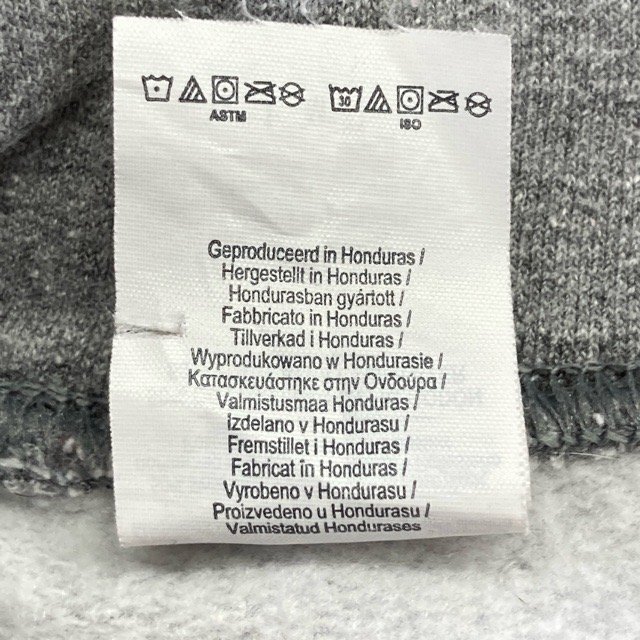 30
ASTM ISO
Geproduceerd in Honduras /
Hergestellt in Honduras /
Hondurasban gyártott /
Fabbricato in Honduras /
Tillverkad i Honduras /
Wyprodukowano w Hondurasie /
Κατασκευάστηκε στην Ονδούρα /
Valmistusmaa Honduras /
izdelano v Hondurasu /
Fremstillet i Honduras /
Fabricat în Honduras /
Vyrobeno v Hondurasu /
Proizvedeno u Hondurasu /
Valmistatud Hondurases